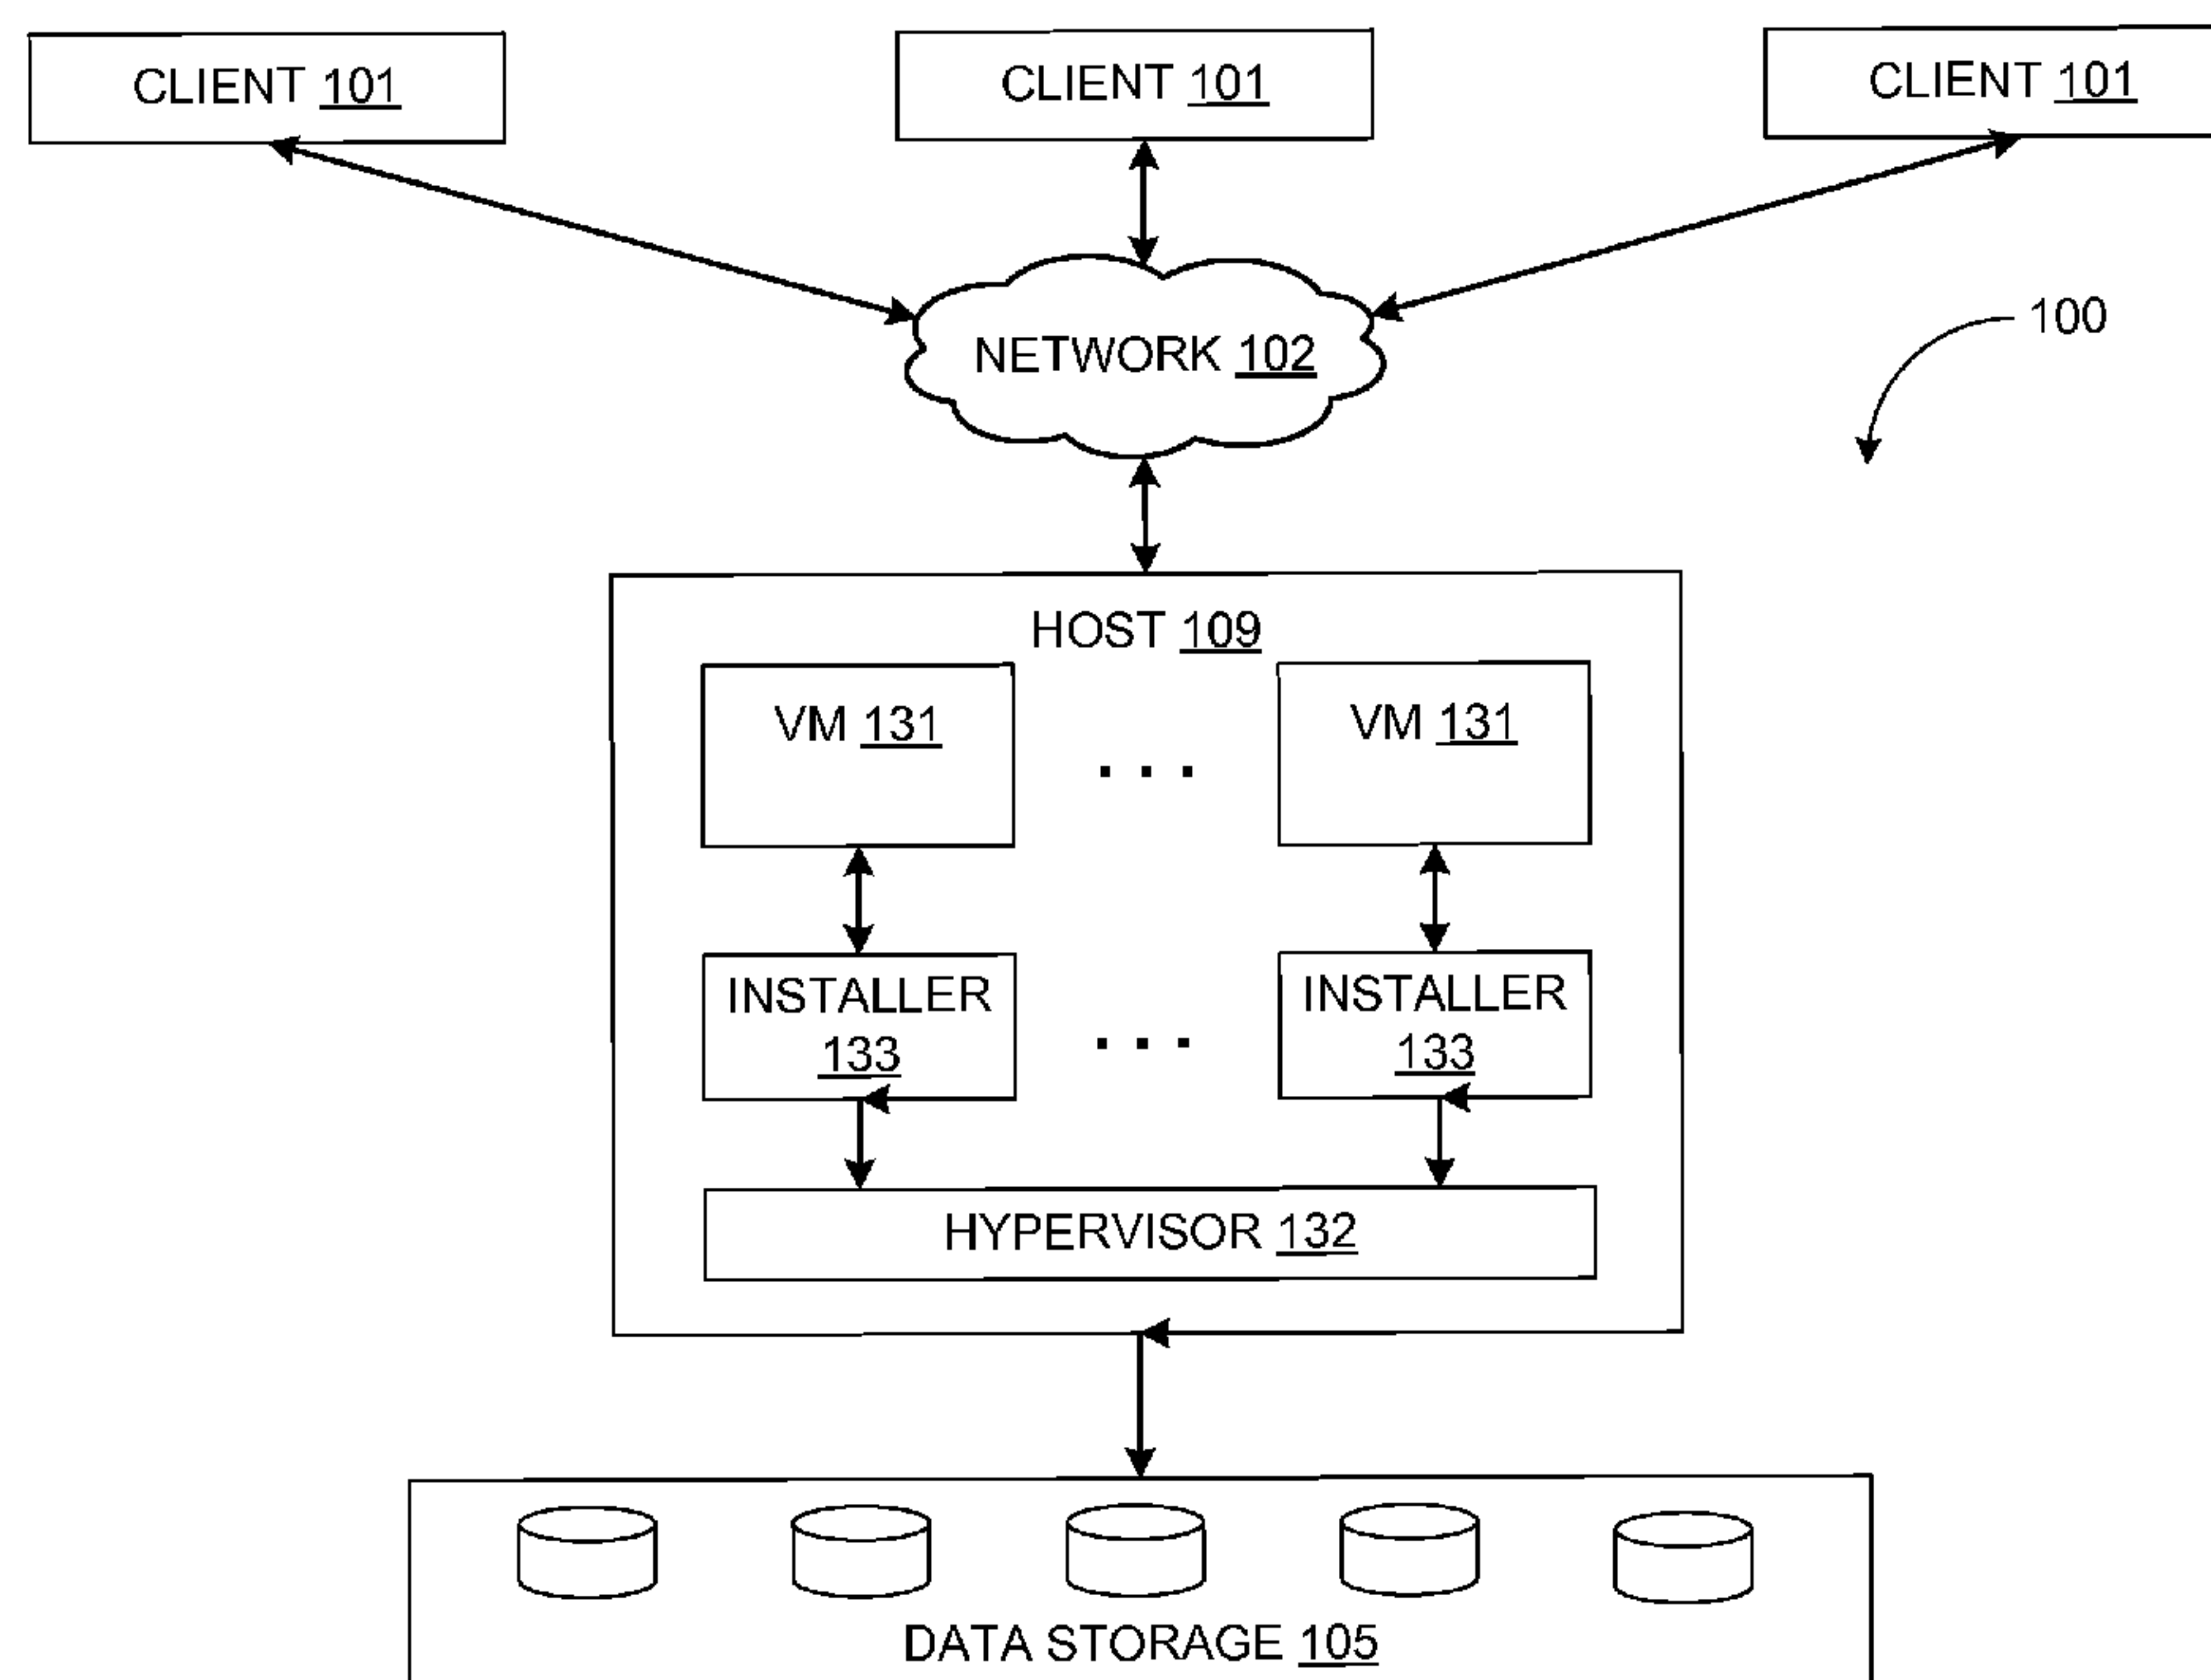 CLIENT 101
CLIENT 101
CLIENT 101
NETWORK 102
100
HOST 109
VM 131
VM 131
. . .
INSTALLER
133
INSTALLER
133
. . .
HYPERVISOR 132
DATA STORAGE 105